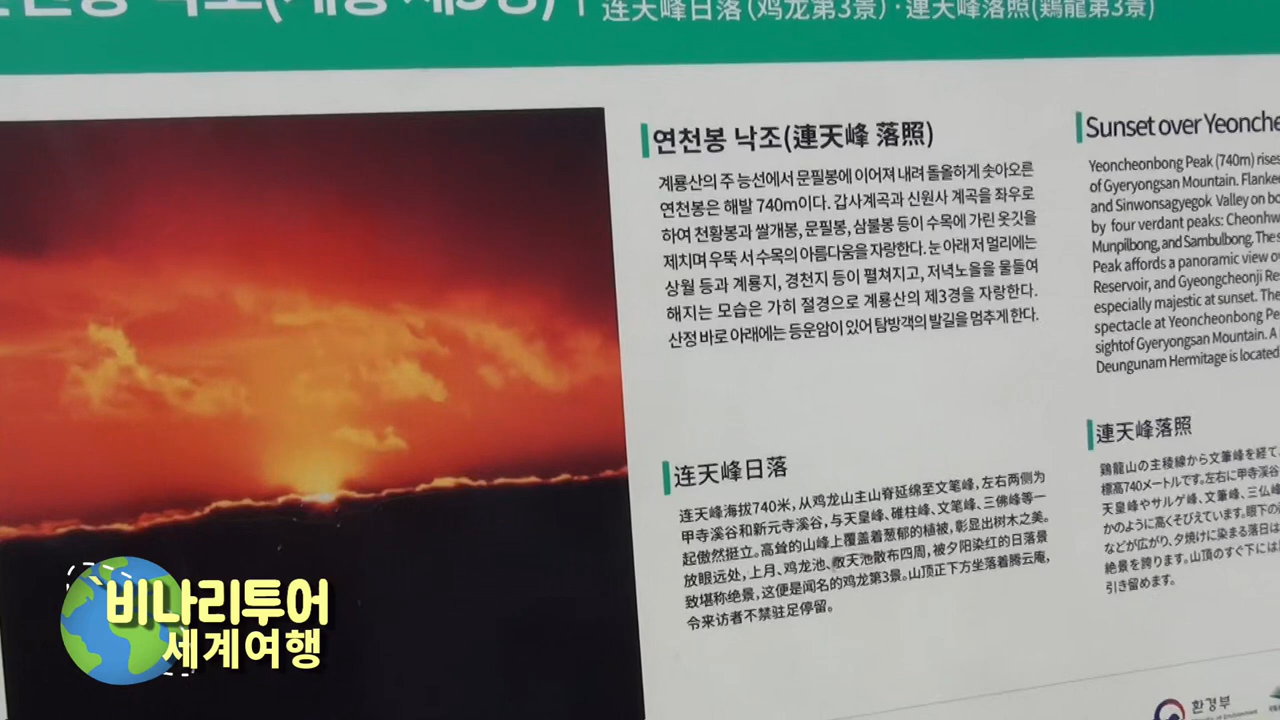 낙조(계룡 제3경) | 连天峰日落(鸡龙第3景)·連天峰落照(鶏龍第3景)
연천봉 낙조(連天峰 落照)
계룡산의 주 능선에서 문필봉에 이어져 내려 돌올하게 솟아오른
연천봉은 해발 740m이다. 갑사계곡과 신원사 계곡을 좌우로
하여 천황봉과 쌀개봉, 문필봉, 삼불봉 등이 수목에 가린 옷깃을
제치며 우뚝 서 수목의 아름다움을 자랑한다. 눈 아래 저 멀리에는
상월 등과 계룡지, 경천지 등이 펼쳐지고, 저녁노을을 물들여
해지는 모습은 가히 절경으로 계룡산의 제3경을 자랑한다.
산정 바로 아래에는 등운암이 있어 탐방객의 발길을 멈추게 한다.
Sunset over Yeonche
Yeoncheonbong Peak (740m) rises
of Gyeryongsan Mountain. Flanke
and Sinwonsagyegok Valley on bo
by four verdant peaks: Cheonhw
Munpilbong, and Sambulbong. The s
Peak affords a panoramic view o
Reservoir, and Gyeongcheonji Re
especially majestic at sunset. The
spectacle at Yeoncheonbong Pe
sightof Gyeryongsan Mountain. A
Deungunam Hermitage is located
连天峰日落
连天峰海拔740米，从鸡龙山主山脊延绵至文笔峰，左右两侧为
甲寺溪谷和新元寺溪谷，与天皇峰、碓柱峰、文笔峰、三佛峰等一
起傲然挺立。高耸的山峰上覆盖着葱郁的植被，彰显出树木之美。
放眼远处，上月、鸡龙池、敬天池散布四周，被夕阳染红的日落景
致堪称绝景，这便是闻名的鸡龙第3景。山顶正下方坐落着腾云庵，
令来访者不禁驻足停留。
連天峰落照
鶏龍山の主稜線から文筆峰を経て、
標高740メートルです。左右に甲寺渓谷
天皇峰やサルゲ峰、文筆峰、三仏峰
かのように高くそびえています。眼下の
などが広がり、夕焼けに染まる落日は
絶景を誇ります。山頂のすぐ下には
引き留めます。
환경부
비나리투어
세계여행